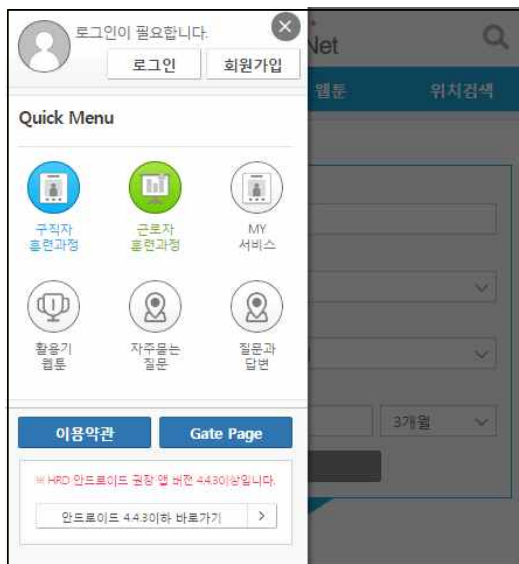 로그인이 필요합니다.
로그인
회원가입
Net
웹툰
위치검색
Quick Menu
구직자
훈련과정
근로자
훈련과정
MY
서비스
활용기
웹툰
자주묻는
질문
질문과
답변
3개월
이용약관
Gate Page
※ HRD 안드로이드 권장 앱 버전 4.4.3이상입니다.
안드로이드 4.4.3이하 바로가기